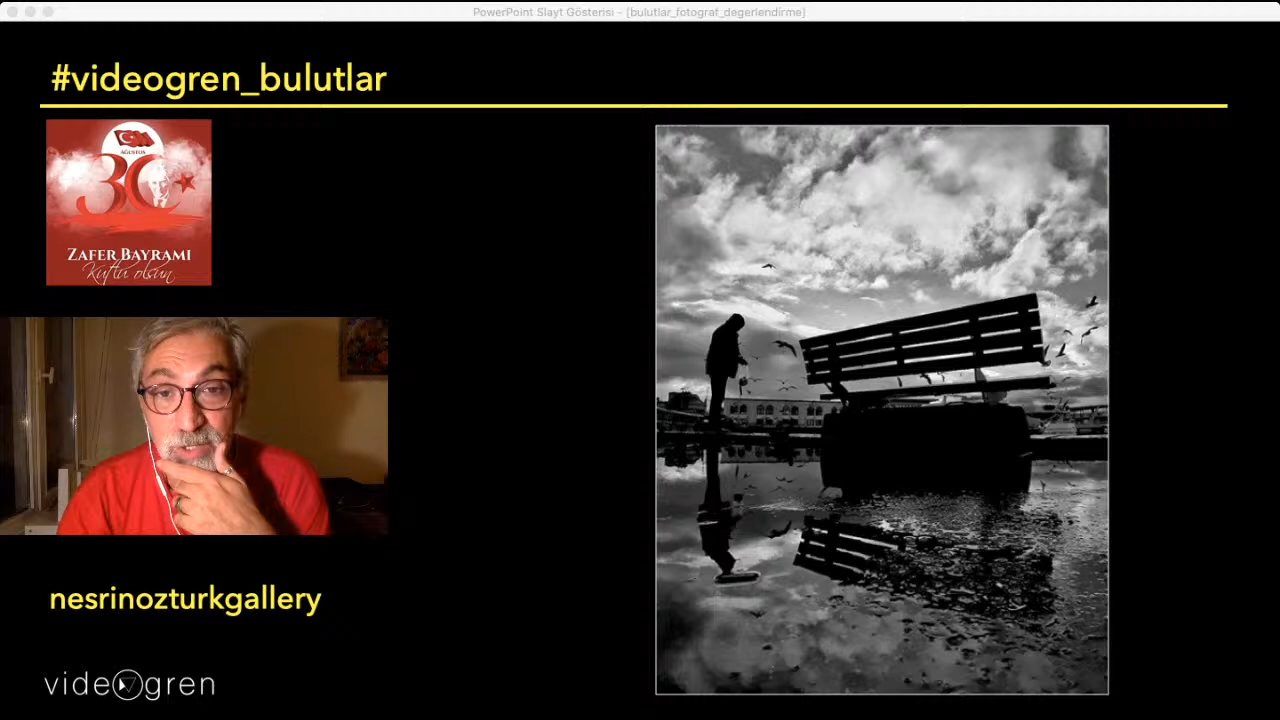 PowerPoint Slayt Gösterisi - [bulutlar_fotograf_degerlendirme]
#videogren_bulutlar
AĞUSTOS
30
ZAFER BAYRAMI
Kutlu olsun
nesrinozturkgallery
videogren